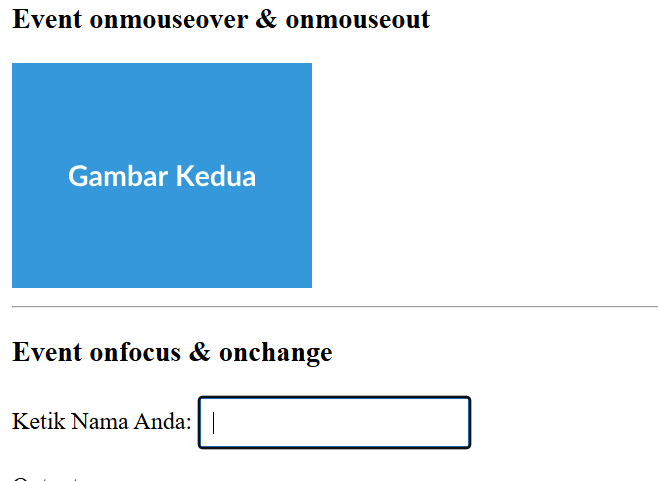 Event onmouseover & onmouseout
Gambar Kedua
Event onfocus & onchange
Ketik Nama Anda: